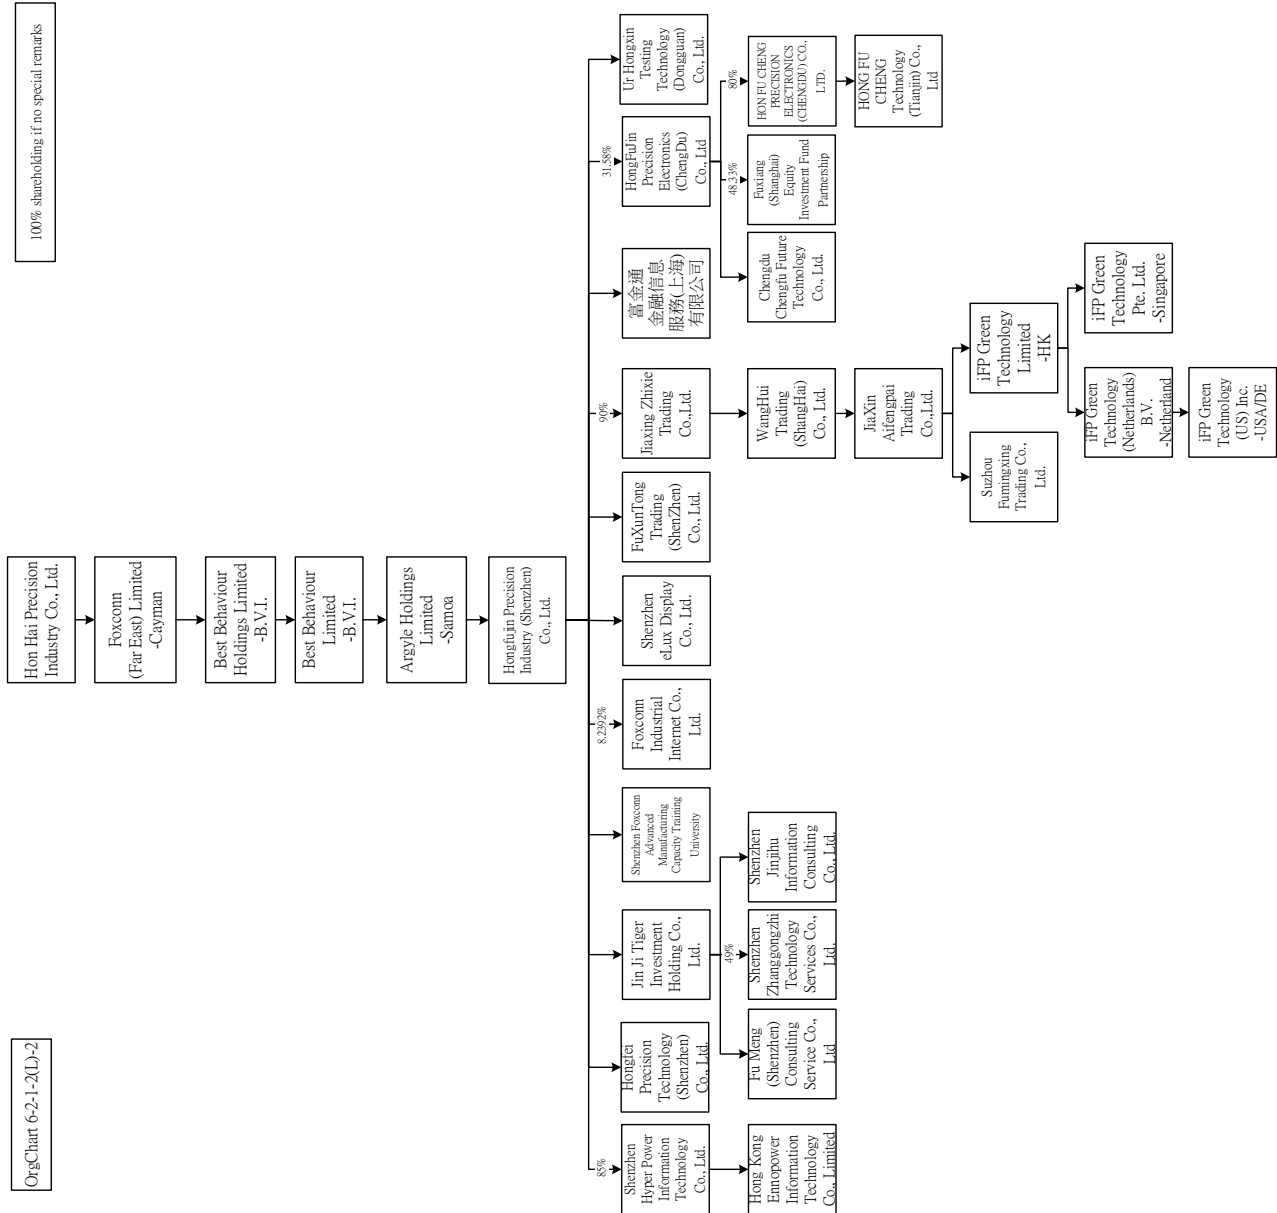 OrgChart 6-2-1-2(L)-2
100% shareholding if no special remarks
Hon Hai Precision
Industry Co., Ltd.
Foxconn
(Far East) Limited
-Cayman
Best Behaviour
Holdings Limited
-B.V.I.
Best Behaviour
Limited
-B.V.I.
Argyle Holdings
Limited
-Samoa
Hongfujin Precision
Industry (Shenzhen)
Co., Ltd.
85%
Shenzhen
Hyper Power
Information
Technology
Co., Ltd.
Hongfei
Precision
Technology
(Shenzhen)
Co., Ltd.
Jin Ji Tiger
Investment
Holding Co.,
Ltd.
Shenzhen Foxconn
Advanced
Manufacturing
Capacity Training
University
8.2392%
Foxconn
Industrial
Internet Co.,
Ltd.
Shenzhen
eLux Display
Co., Ltd.
FuXunTong
Trading
(ShenZhen)
Co., Ltd.
90%
Jiaxing Zhixie
Trading
Co.,Ltd.
富金通
金融信息
服務(上海)
有限公司
31.58%
HongFuJin
Precision
Electronics
(ChengDu)
Co., Ltd
Ur Hongxin
Testing
Technology
(Dongguan)
Co., Ltd.
Hong Kong
Ennopower
Information
Technology
Co., Limited
Fu Meng
(Shenzhen)
Consulting
Service Co.,
Ltd
49%
Shenzhen
Zhanggongzhi
Technology
Services Co.,
Ltd.
Shenzhen
Jinjihu
Information
Consulting
Co., Ltd.
WangHui
Trading
(ShangHai)
Co., Ltd.
Chengdu
Chengfu Future
Technology
Co., Ltd.
48.33%
Fuxiang
(Shanghai)
Equity
Investment Fund
Partnership
80%
HON FU CHENG
PRECISION
ELECTRONICS
(CHENGDU) CO.,
LTD.
JiaXin
Aifengpai
Trading
Co.,Ltd.
HONG FU
CHENG
Technology
(Tianjin) Co.,
Ltd
Suzhou
Fumingxing
Trading Co.,
Ltd.
iFP Green
Technology
Limited
-HK
iFP Green
Technology
(Netherlands)
B.V.
-Netherland
iFP Green
Technology
Pte. Ltd.
-Singapore
iFP Green
Technology
(US) Inc.
-USA/DE